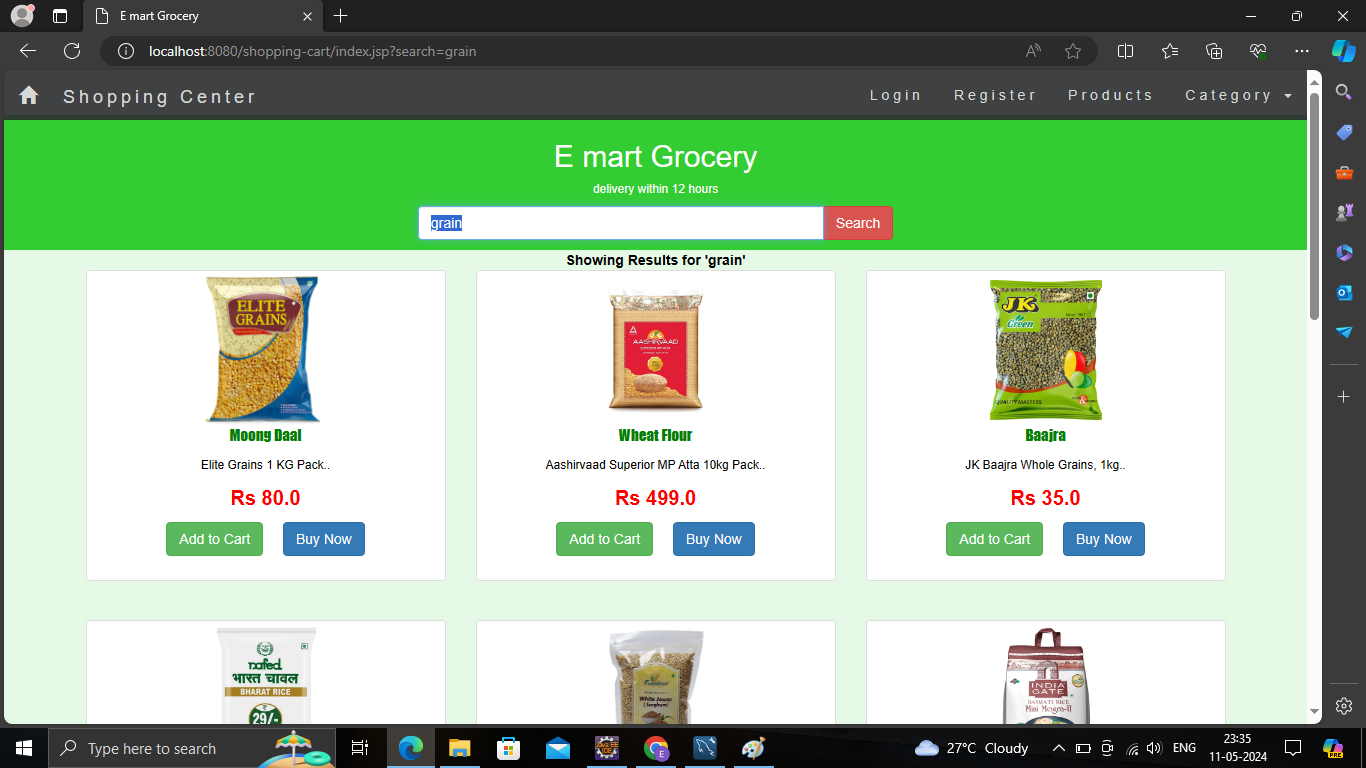 E mart Grocery
localhost:8080/shopping-cart/index.jsp?search=grain
Shopping Center
Login
Register
Products
Category
E mart Grocery
delivery within 12 hours
grain
Search
Showing Results for 'grain'
ELITE
GRAINS
Moong Daal
Elite Grains 1 KG Pack..
Rs 80.0
Add to Cart
Buy Now
AASHIRVAAD
Wheat Flour
Aashirvaad Superior MP Atta 10kg Pack..
Rs 499.0
Add to Cart
Buy Now
JK
Green
QUALITY MASTERS
Baajra
JK Baajra Whole Grains, 1kg..
Rs 35.0
Add to Cart
Buy Now
nafed
भारत चावल
BHARAT RICE
29/-
White Jowar
(Sorghum)
INDIA
GATE
BASMATI RICE
Mini Mogra-II
Type here to search
27°C Cloudy
ENG
23:35
11-05-2024